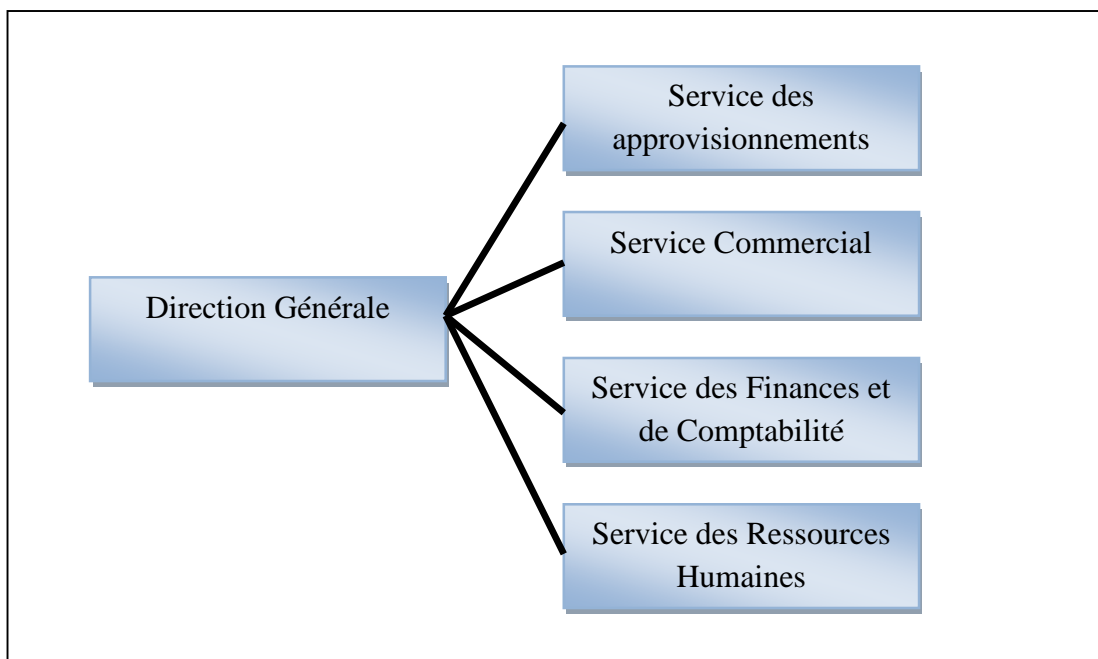 Service des
approvisionnements
Service Commercial
Direction Générale
Service des Finances et
de Comptabilité
Service des Ressources
Humaines